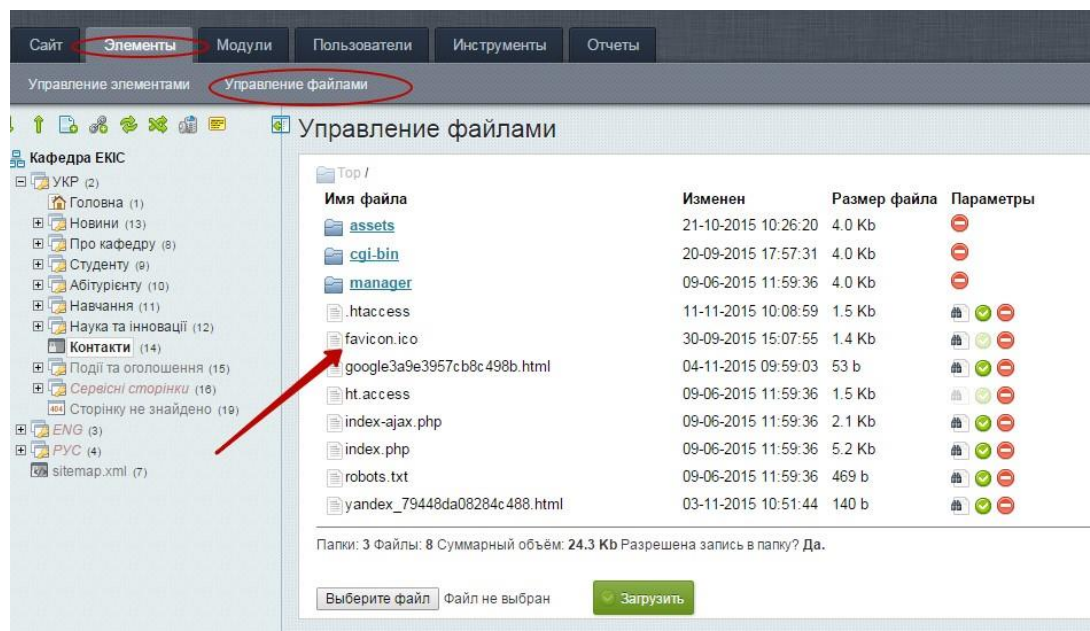 Сайт Элементы Модули Пользователи Инструменты Отчеты
Управление элементами Управление файлами
Кафедра ЕКІС
УКР (2)
Головна (1)
Новини (13)
Про кафедру (8)
Студенту (9)
Абітурієнту (10)
Навчання (11)
Наука та інновації (12)
Контакти (14)
Події та оголошення (15)
Сервісні сторінки (16)
404 Сторінку не знайдено (19)
ENG (3)
РУС (4)
sitemap.xml (7)
Управление файлами
Top /
Имя файла Изменен Размер файла Параметры
assets 21-10-2015 10:26:20 4.0 Kb
cgi-bin 20-09-2015 17:57:31 4.0 Kb
manager 09-06-2015 11:59:36 4.0 Kb
.htaccess 11-11-2015 10:08:59 1.5 Kb
favicon.ico 30-09-2015 15:07:55 1.4 Kb
google3a9e3957cb8c498b.html 04-11-2015 09:59:03 53 b
ht.access 09-06-2015 11:59:36 1.5 Kb
index-ajax.php 09-06-2015 11:59:36 2.1 Kb
index.php 09-06-2015 11:59:36 5.2 Kb
robots.txt 09-06-2015 11:59:36 469 b
yandex_79448da08284c488.html 03-11-2015 10:51:44 140 b
Папки: 3 Файлы: 8 Суммарный объём: 24.3 Kb Разрешена запись в папку? Да.
Выберите файл Файл не выбран Загрузить